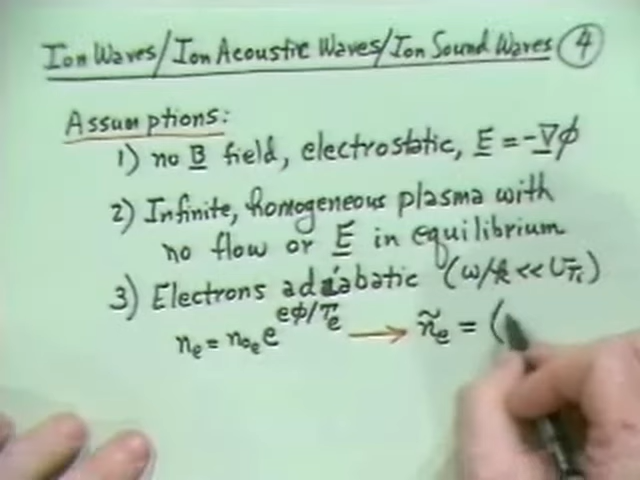 Ion Waves/Ion Acoustic Waves/Ion Sound Waves 4
Assumptions:
1) no B field, electrostatic, E = -∇φ
2) Infinite, homogeneous plasma with
no flow or E in equilibrium
3) Electrons adiabatic (ω/k << v_Te)
n_e = n_0e e^{eφ/T_e} → ñ_e = (